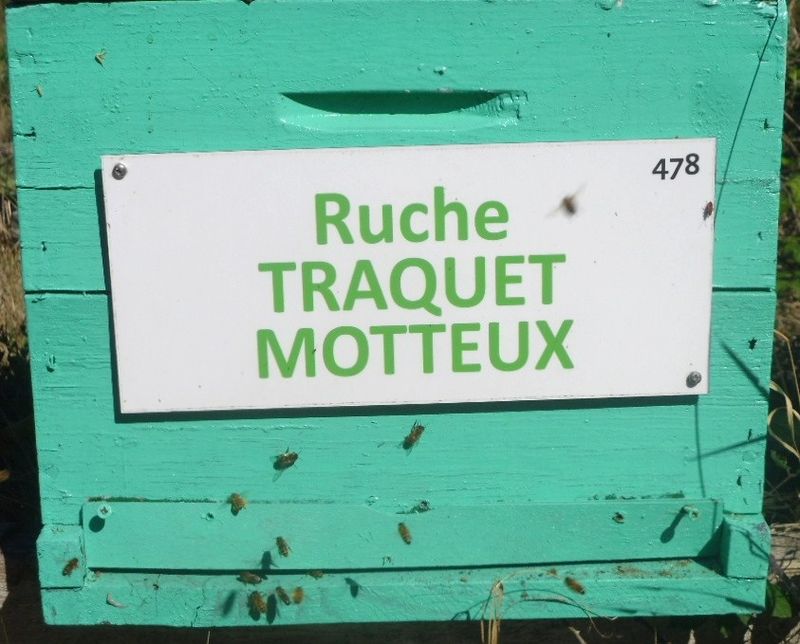 478
Ruche
TRAQUET
MOTTEUX